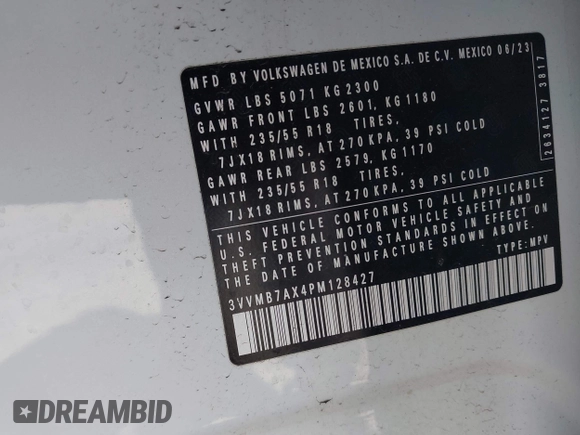 MFD BY VOLKSWAGEN DE MEXICO S.A. DE C.V. MEXICO 06/23
GVWR LBS 5071 KG 2300
GAWR FRONT LBS 2601, KG 1180
WITH 235/55 R18 TIRES,
7JX18 RIMS, AT 270 KPA, 39 PSI COLD
GAWR REAR LBS 2579, KG 1170
WITH 235/55 R18 TIRES,
7JX18 RIMS, AT 270 KPA, 39 PSI COLD
THIS VEHICLE CONFORMS TO ALL APPLICABLE
U.S. FEDERAL MOTOR VEHICLE SAFETY AND
THEFT PREVENTION STANDARDS IN EFFECT ON
THE DATE OF MANUFACTURE SHOWN ABOVE.
TYPE: MPV
3VVMB7AX4PM128427
2634127 3817
DREAMBID